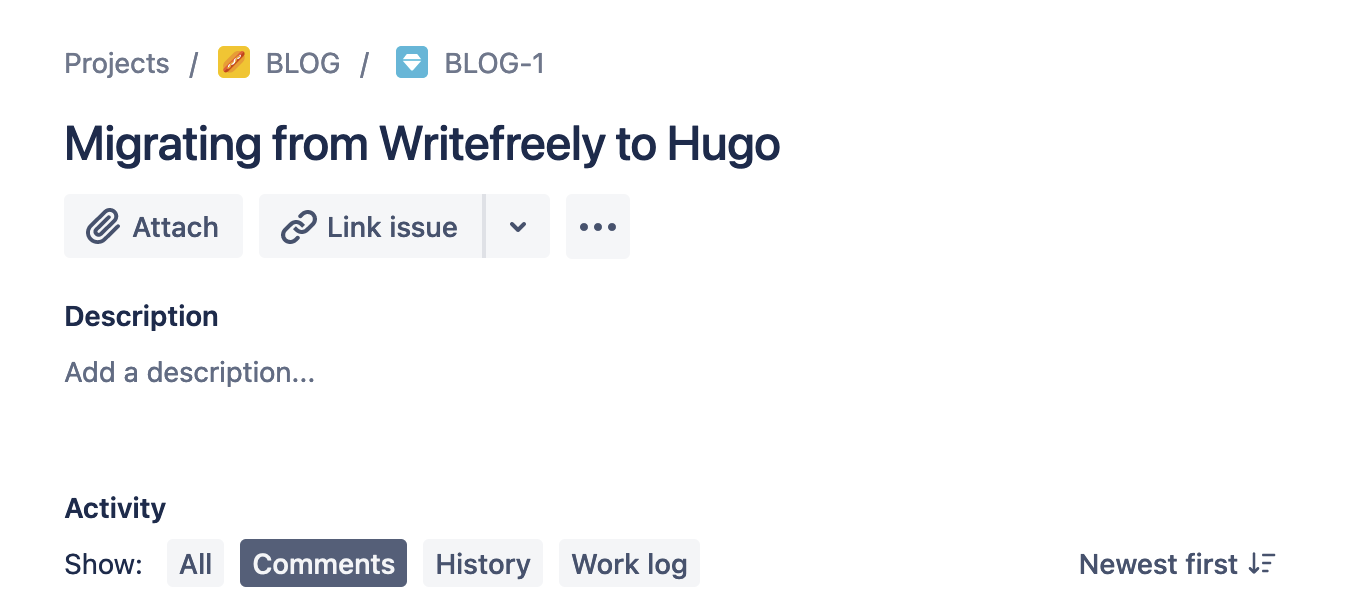 Projects / BLOG / BLOG-1
Migrating from Writefreely to Hugo
Attach Link issue
Description
Add a description...
Activity
Show: All Comments History Work log Newest first